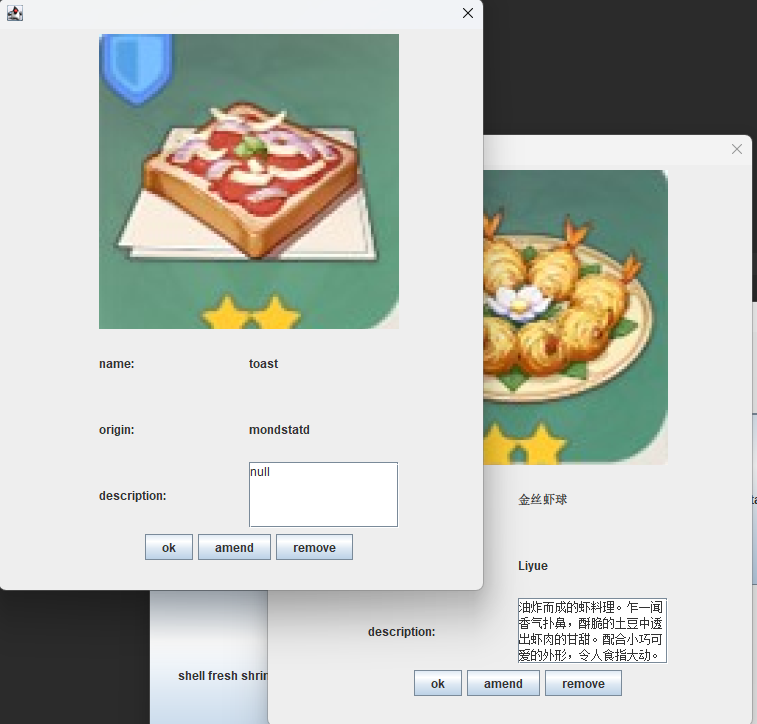 name:
toast
origin:
mondstatd
description:
null
ok
amend
remove
金丝虾球
Liyue
description:
油炸而成的虾料理。乍一闻
香气扑鼻，酥脆的土豆中透
出虾肉的甘甜。配合小巧可
爱的外形，令人食指大动。
ok
amend
remove
shell fresh